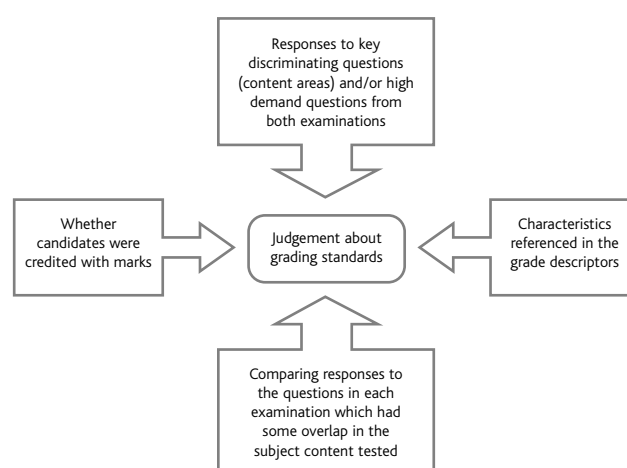 Responses to key
discriminating questions
(content areas) and/or high
demand questions from
both examinations
Whether
candidates were
credited with marks
Judgement about
grading standards
Characteristics
referenced in the
grade descriptors
Comparing responses to
the questions in each
examination which had
some overlap in the
subject content tested